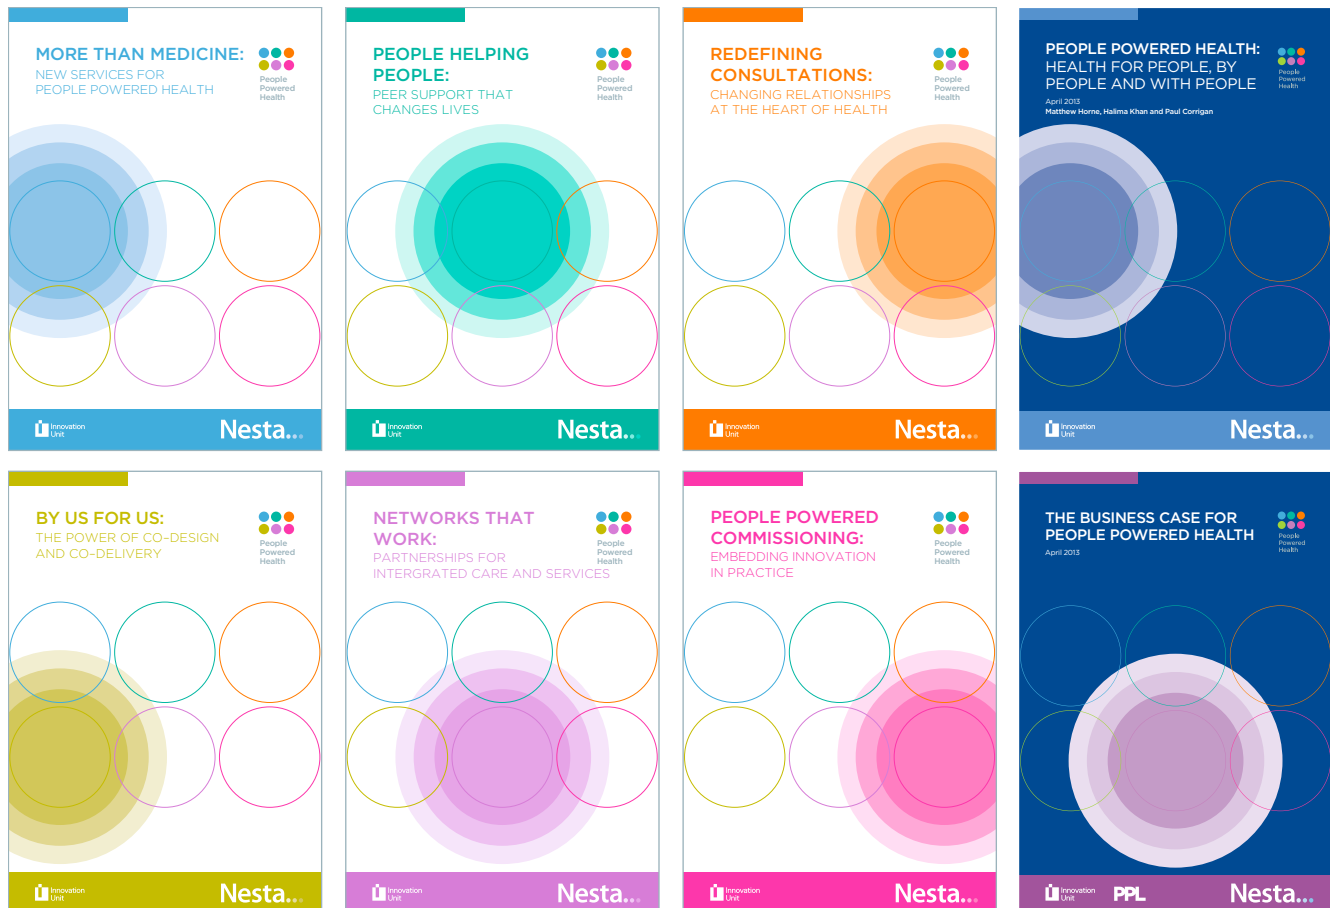 MORE THAN MEDICINE:
NEW SERVICES FOR
PEOPLE POWERED HEALTH
People
Powered
Health
Innovation
Unit
Nesta...
PEOPLE HELPING
PEOPLE:
PEER SUPPORT THAT
CHANGES LIVES
People
Powered
Health
Innovation
Unit
Nesta...
REDEFINING
CONSULTATIONS:
CHANGING RELATIONSHIPS
AT THE HEART OF HEALTH
People
Powered
Health
Innovation
Unit
Nesta...
PEOPLE POWERED HEALTH:
HEALTH FOR PEOPLE, BY
PEOPLE AND WITH PEOPLE
April 2013
Matthew Horne, Halima Khan and Paul Corrigan
People
Powered
Health
Innovation
Unit
Nesta...
BY US FOR US:
THE POWER OF CO-DESIGN
AND CO-DELIVERY
People
Powered
Health
Innovation
Unit
Nesta...
NETWORKS THAT
WORK:
PARTNERSHIPS FOR
INTERGRATED CARE AND SERVICES
People
Powered
Health
Innovation
Unit
Nesta...
PEOPLE POWERED
COMMISSIONING:
EMBEDDING INNOVATION
IN PRACTICE
People
Powered
Health
Innovation
Unit
Nesta...
THE BUSINESS CASE FOR
PEOPLE POWERED HEALTH
April 2013
People
Powered
Health
Innovation
Unit
PPL
Nesta...